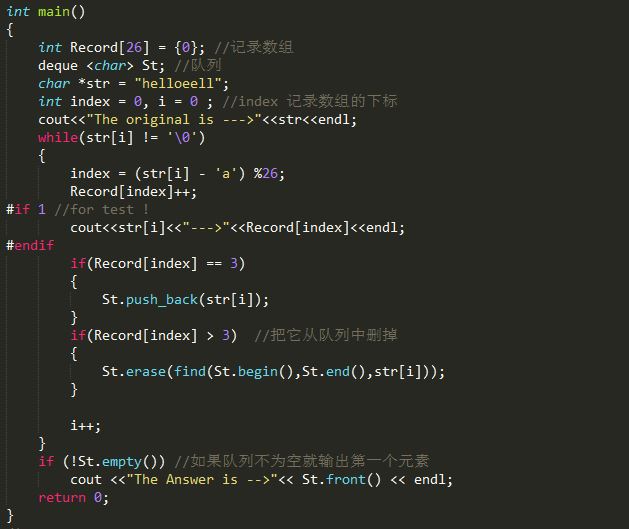 int main()
{
    int Record[26] = {0}; //记录数组
    deque <char> St; //队列
    char *str = "helloeell";
    int index = 0, i = 0 ; //index 记录数组的下标
    cout<<"The original is --->"<<str<<endl;
    while(str[i] != '\0')
    {
        index = (str[i] - 'a') %26;
        Record[index]++;
#if 1 //for test !
        cout<<str[i]<<"--->"<<Record[index]<<endl;
#endif
        if(Record[index] == 3)
        {
            St.push_back(str[i]);
        }
        if(Record[index] > 3)  //把它从队列中删掉
        {
            St.erase(find(St.begin(),St.end(),str[i]));
        }

        i++;
    }
    if (!St.empty()) //如果队列不为空就输出第一个元素
        cout <<"The Answer is -->"<< St.front() << endl;
    return 0;
}